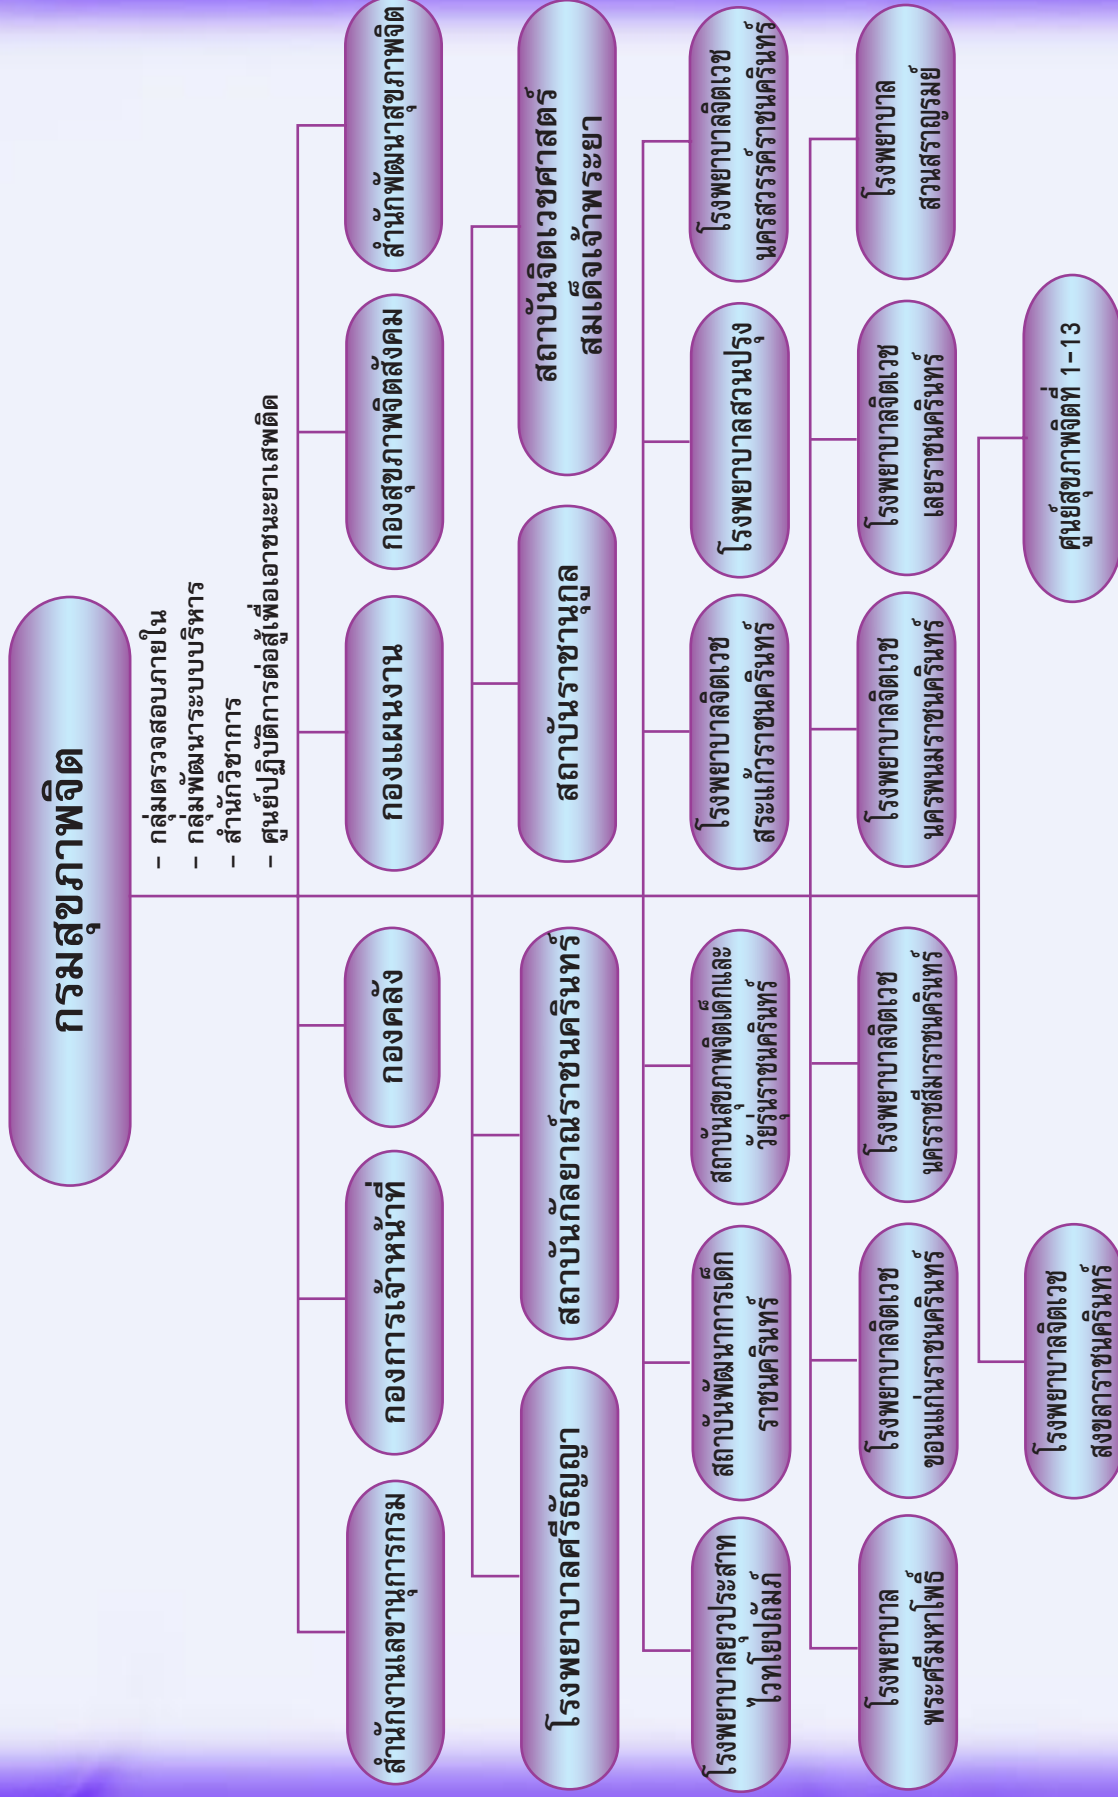 กรมสุขภาพจิต
- กลุ่มตรวจสอบภายใน
- กลุ่มพัฒนาระบบบริหาร
- สำนักวิชาการ
- ศูนย์ปฏิบัติการต่อสู้เพื่อเอาชนะยาเสพติด
สำนักงานเลขานุการกรม
กองการเจ้าหน้าที่
กองคลัง
กองแผนงาน
กองสุขภาพจิตสังคม
สำนักพัฒนาสุขภาพจิต
โรงพยาบาลศรีธัญญา
สถาบันกัลยาณ์ราชนครินทร์
สถาบันราชานุกูล
สถาบันจิตเวชศาสตร์
สมเด็จเจ้าพระยา
โรงพยาบาลยุวประสาท
ไวทโยปถัมภ์
สถาบันพัฒนาการเด็ก
ราชนครินทร์
สถาบันสุขภาพจิตเด็กและ
วัยรุ่นราชนครินทร์
โรงพยาบาลจิตเวช
สระแก้วราชนครินทร์
โรงพยาบาลสวนปรุง
โรงพยาบาลจิตเวช
นครสวรรค์ราชนครินทร์
โรงพยาบาล
พระศรีมหาโพธิ์
โรงพยาบาลจิตเวช
ขอนแก่นราชนครินทร์
โรงพยาบาลจิตเวช
นครราชสีมาราชนครินทร์
โรงพยาบาลจิตเวช
นครพนมราชนครินทร์
โรงพยาบาลจิตเวช
เลยราชนครินทร์
โรงพยาบาล
สวนสราญรมย์
โรงพยาบาลจิตเวช
สงขลาราชนครินทร์
ศูนย์สุขภาพจิตที่ 1-13